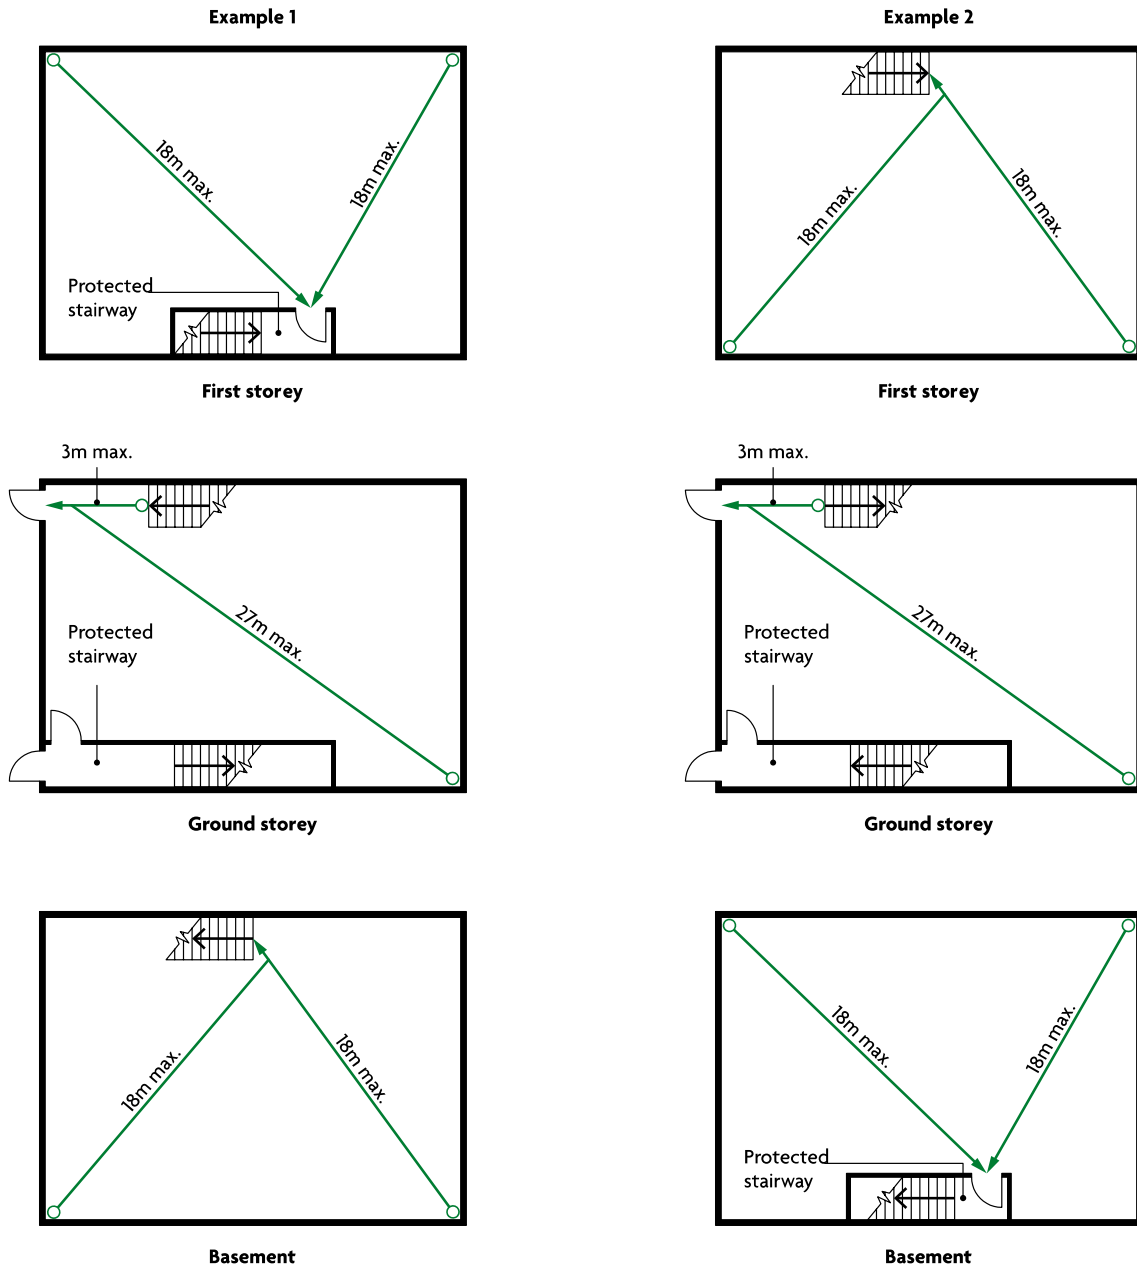 Example 1
Example 2
18m max.
18m max.
Protected
stairway
First storey
18m max.
18m max.
First storey
3m max.
27m max.
Protected
stairway
Ground storey
3m max.
27m max.
Protected
stairway
Ground storey
18m max.
18m max.
Basement
18m max.
18m max.
Protected
stairway
Basement